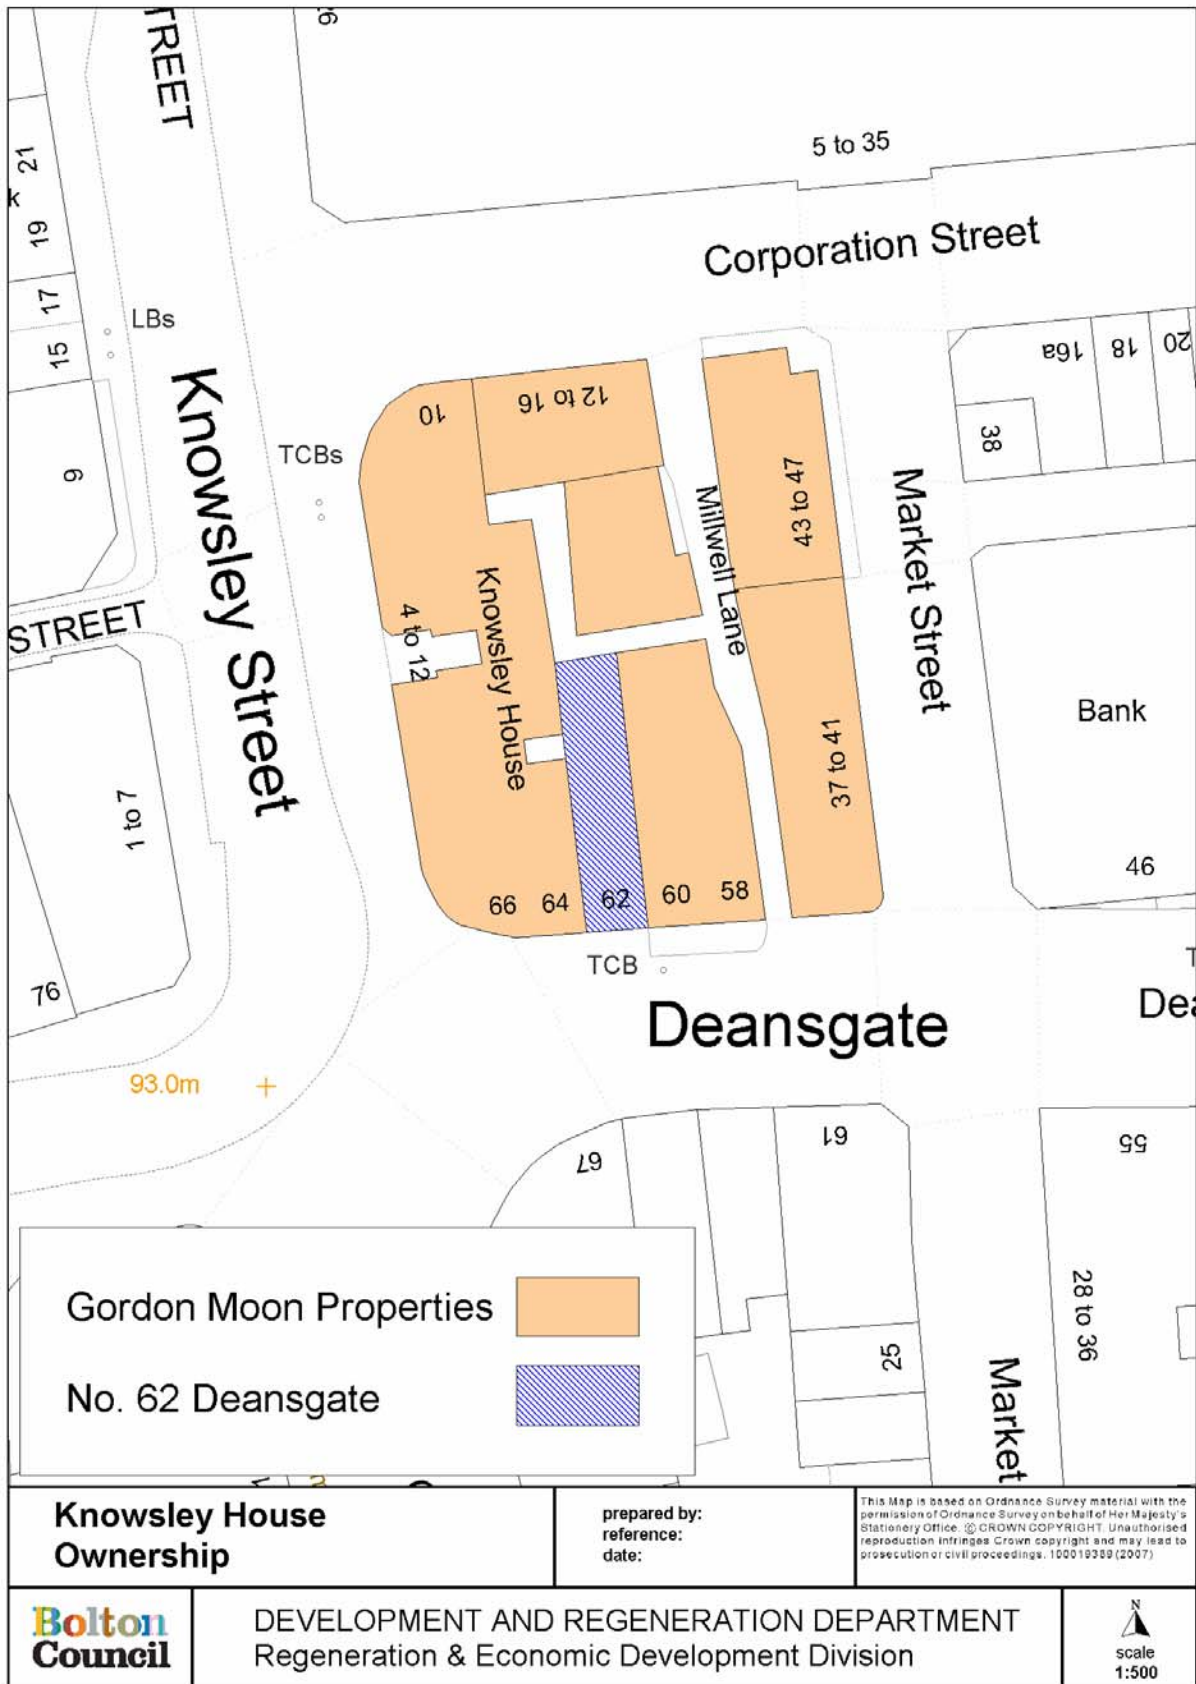 TREET
5 to 35
21
k
19
17
15
9
LBs
Corporation Street
Knowsley Street
TCBs
10
12 to 16
16a
18
20
38
43 to 47
Millwell Lane
Market Street
STREET
4 to 12
Knowsley House
Bank
37 to 41
1 to 7
46
66
64
62
60
58
TCB
76
Deansgate
Dea
93.0m
67
61
55
28 to 36
25
Market
Gordon Moon Properties
No. 62 Deansgate
Knowsley House
Ownership
prepared by:
reference:
date:
This Map is based on Ordnance Survey material with the
permission of Ordnance Survey on behalf of Her Majesty's
Stationery Office. © CROWN COPYRIGHT. Unauthorised
reproduction infringes Crown copyright and may lead to
prosecution or civil proceedings. 100019389 (2007)
Bolton
Council
DEVELOPMENT AND REGENERATION DEPARTMENT
Regeneration & Economic Development Division
N
scale
1:500